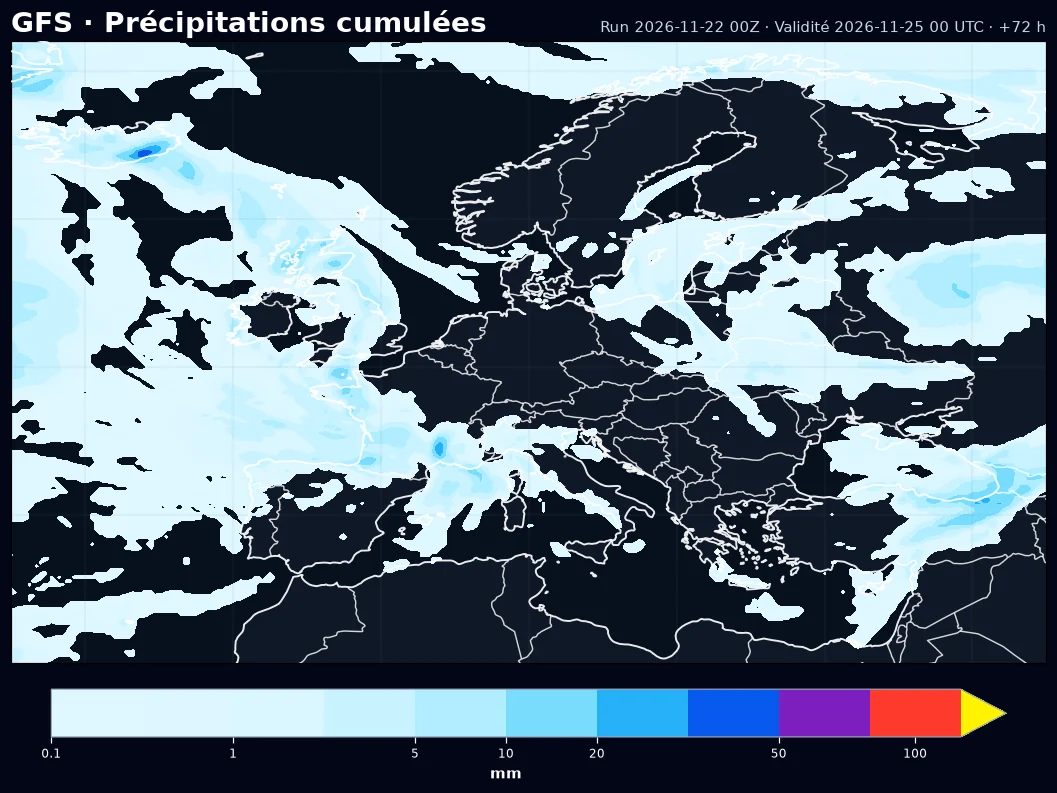 GFS · Précipitations cumulées
Run 2026-11-22 00Z · Validité 2026-11-25 00 UTC · +72 h
0.1 1 5 10 20 50 100
mm